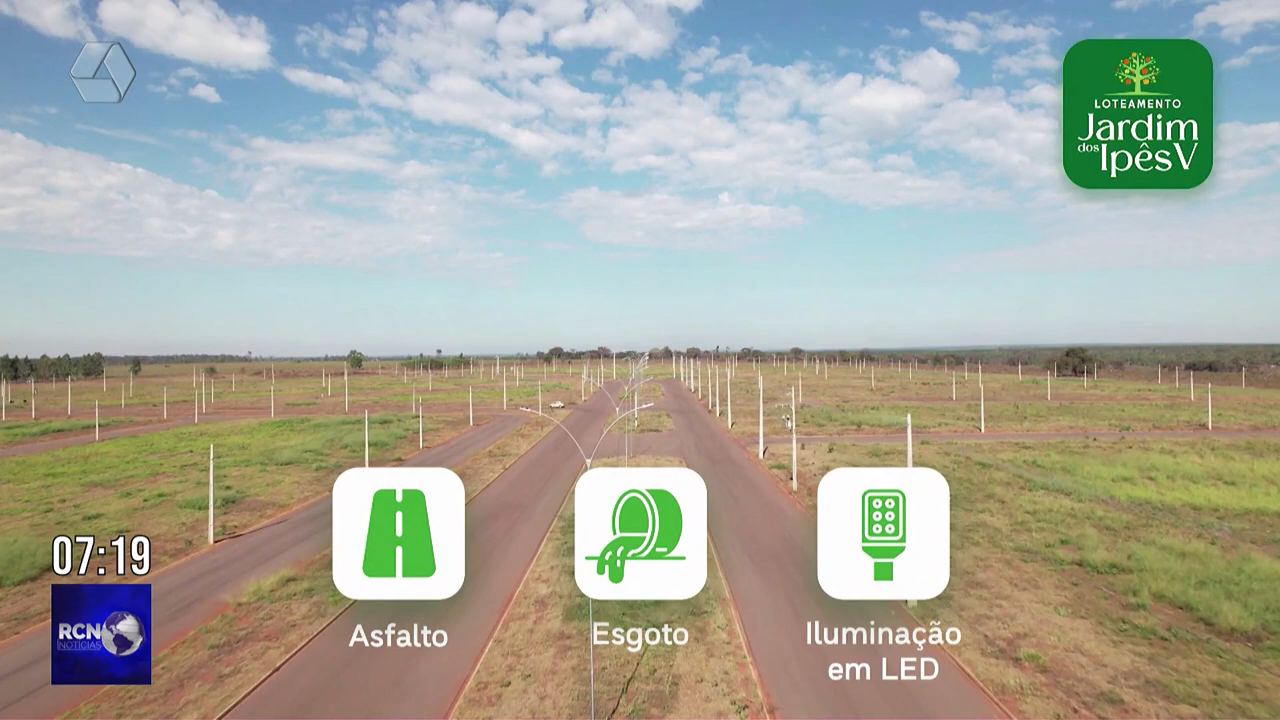 LOTEAMENTO
Jardim
dos IpêsV
07:19
RCN
NOTÍCIAS
Asfalto
Esgoto
Iluminação
em LED